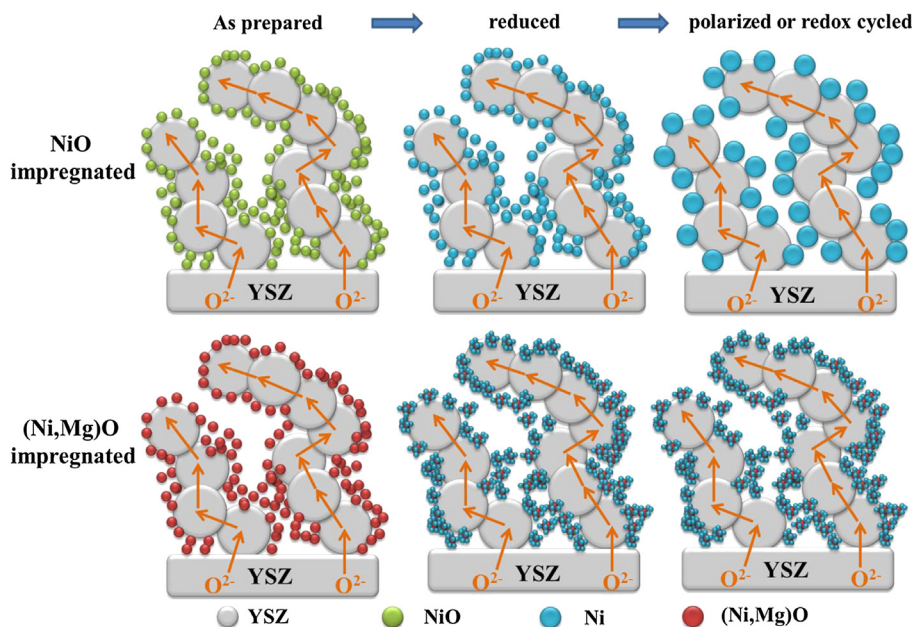 As prepared
reduced
polarized or redox cycled
NiO
impregnated
O²⁻ YSZ O²⁻
O²⁻ YSZ O²⁻
O²⁻ YSZ O²⁻
(Ni,Mg)O
impregnated
O²⁻ YSZ O²⁻
O²⁻ YSZ O²⁻
O²⁻ YSZ O²⁻
YSZ
NiO
Ni
(Ni,Mg)O